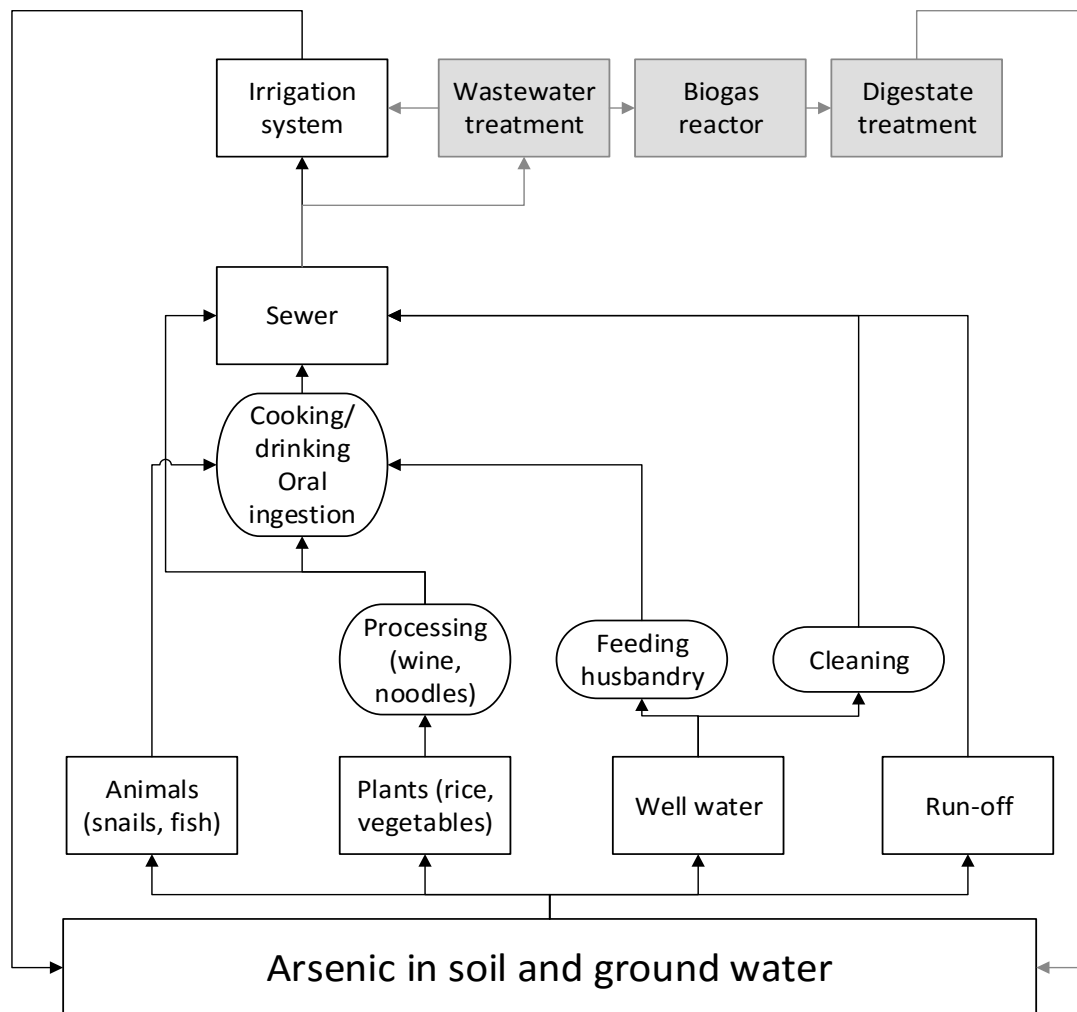 Irrigation
system
Wastewater
treatment
Biogas
reactor
Digestate
treatment
Sewer
Cooking/
drinking
Oral
ingestion
Processing
(wine,
noodles)
Feeding
husbandry
Cleaning
Animals
(snails, fish)
Plants (rice,
vegetables)
Well water
Run-off
Arsenic in soil and ground water